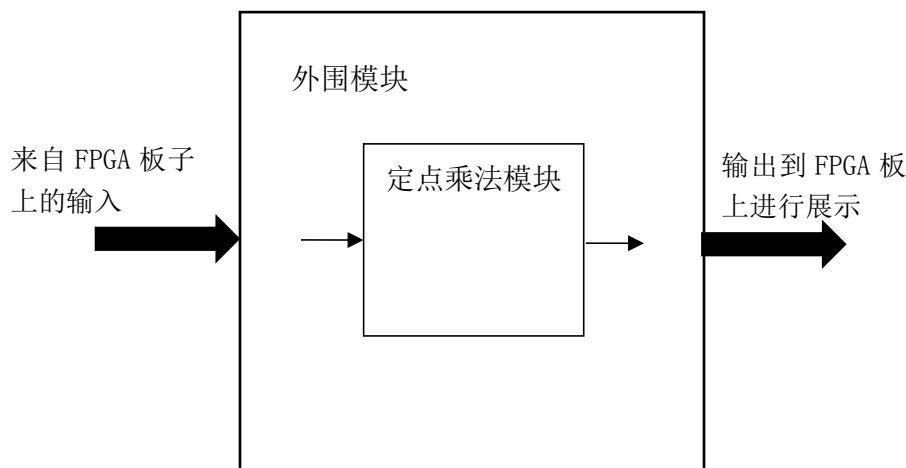 外围模块
来自 FPGA 板子
上的输入
定点乘法模块
输出到 FPGA 板
上进行展示